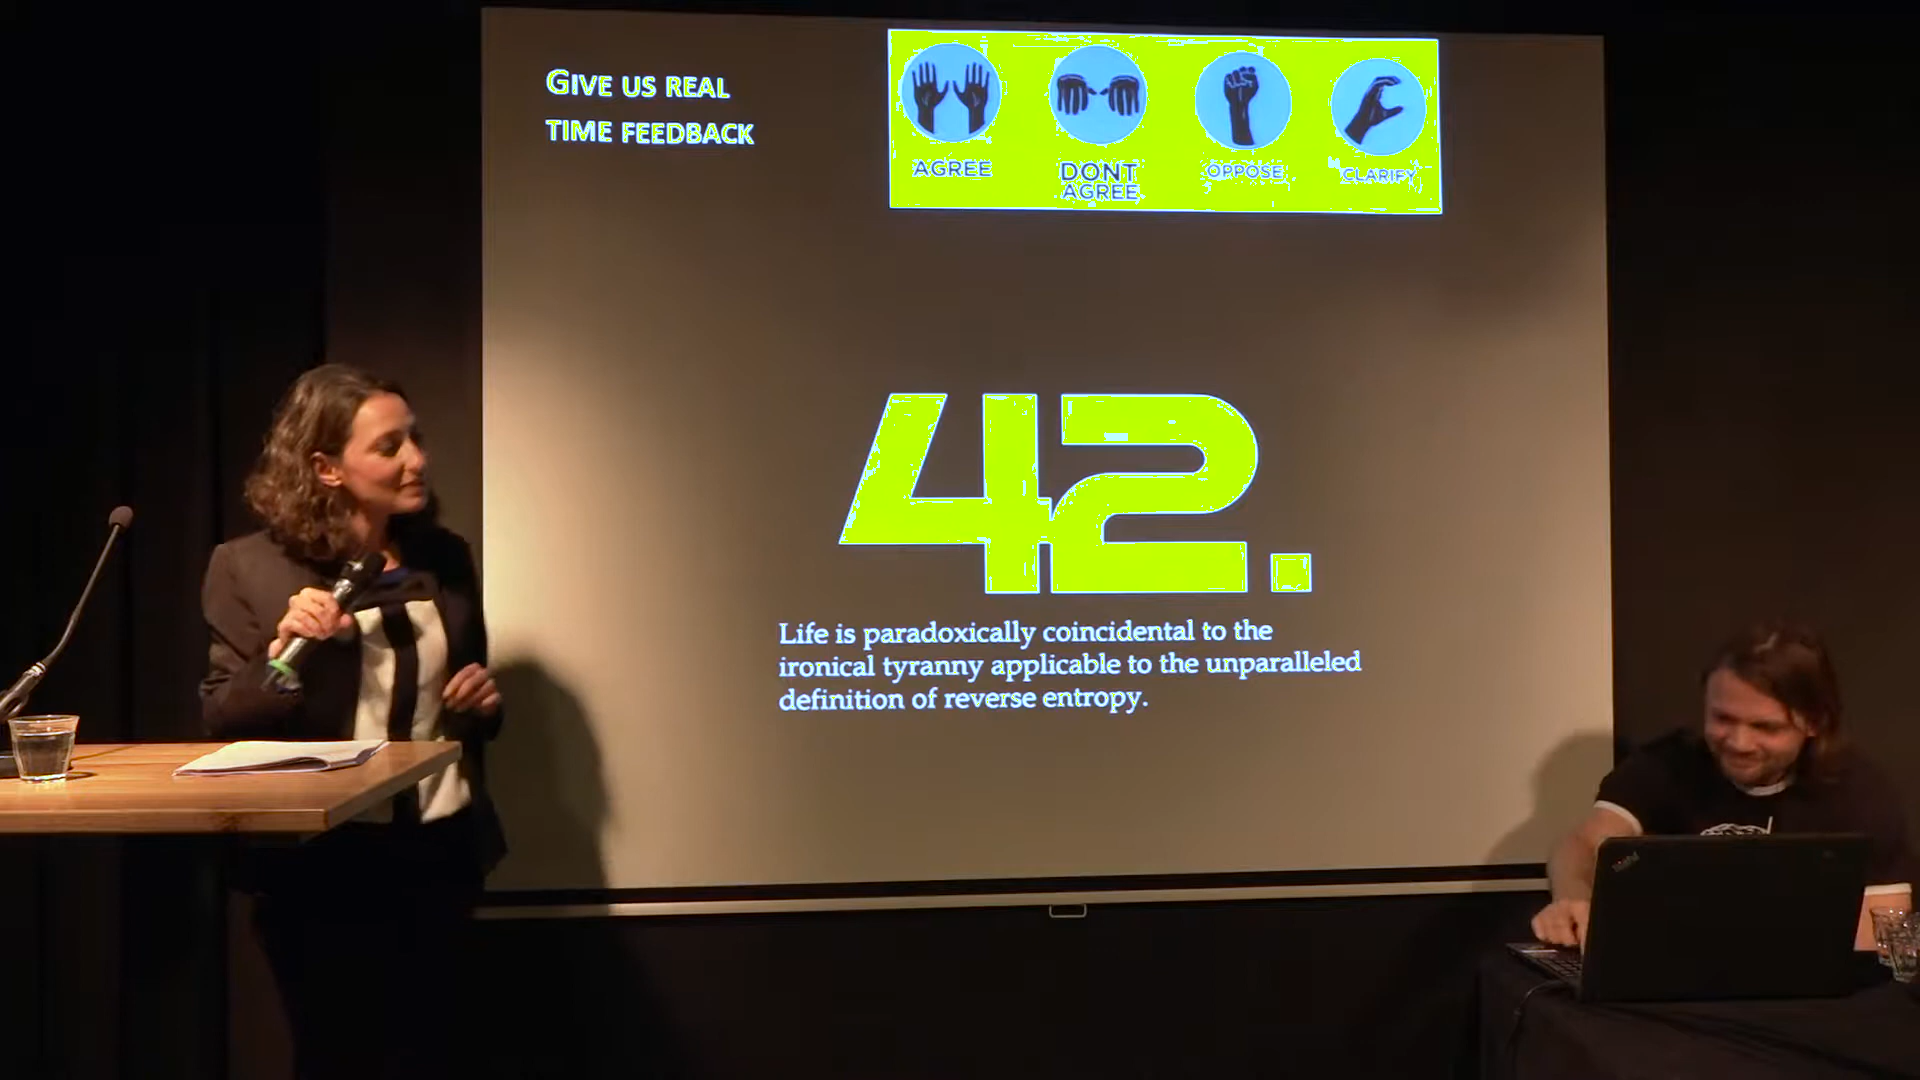 GIVE US REAL
TIME FEEDBACK
AGREE
DONT
AGREE
OPPOSE
CLARIFY
42.
Life is paradoxically coincidental to the
ironical tyranny applicable to the unparalleled
definition of reverse entropy.
ThinkPad